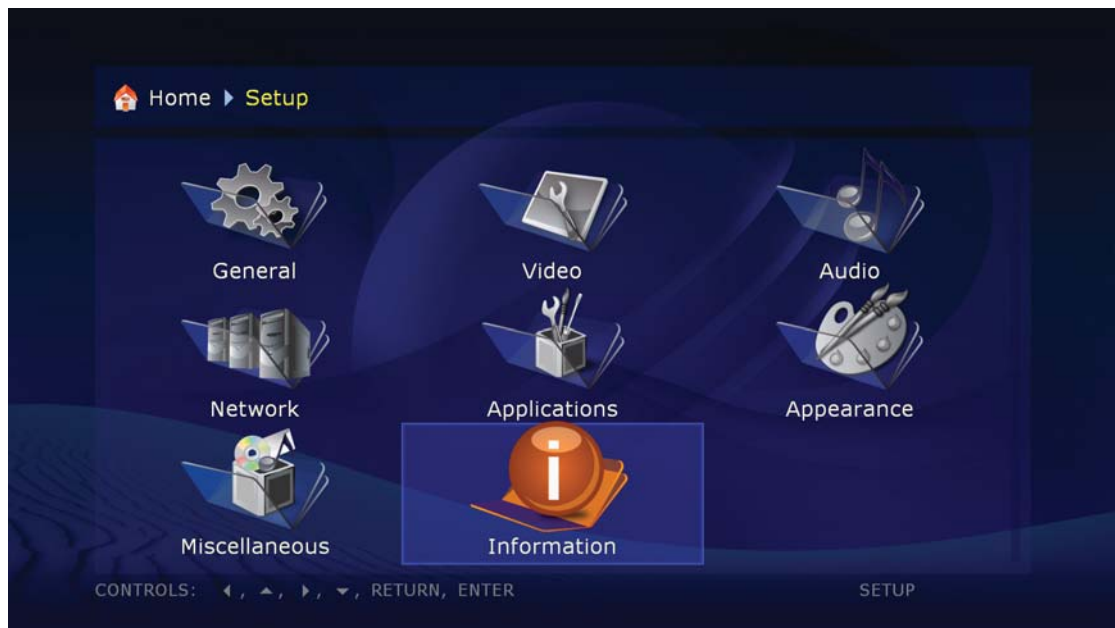 Home ▶ Setup
General Video Audio
Network Applications Appearance
Miscellaneous Information
CONTROLS: ◀, ▲, ▶, ▼, RETURN, ENTER SETUP